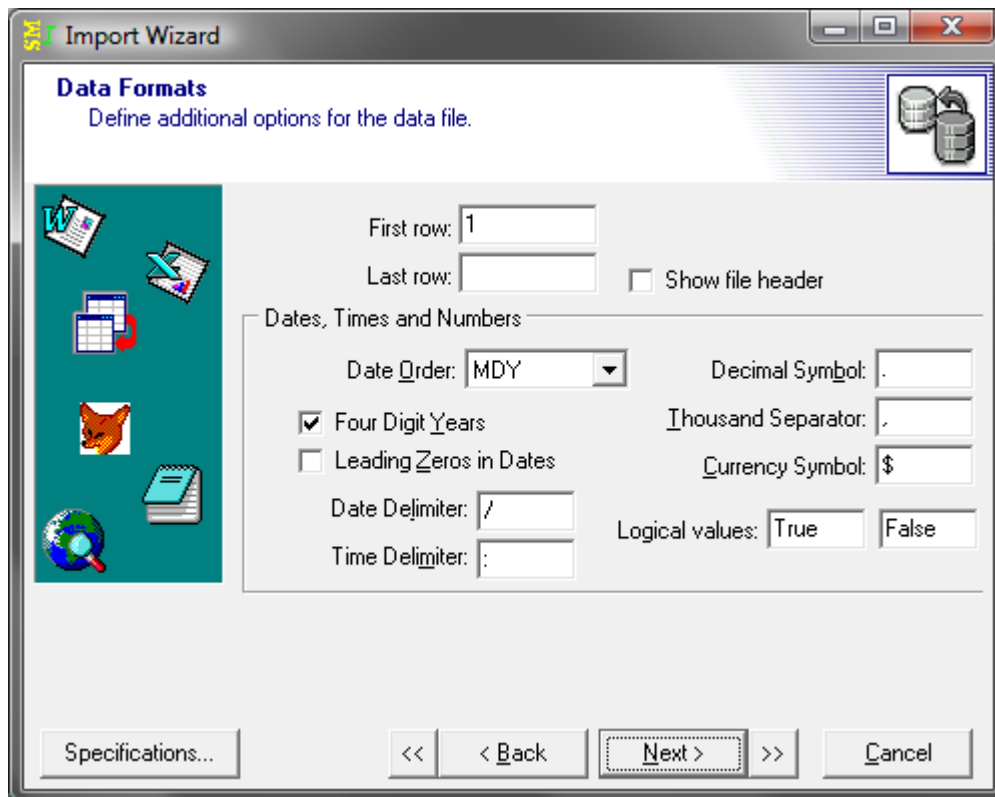 SMI Import Wizard
Data Formats
Define additional options for the data file.
First row: 1
Last row:
Show file header
Dates, Times and Numbers
Date Order: MDY
Decimal Symbol: .
Four Digit Years
Thousand Separator: ,
Leading Zeros in Dates
Currency Symbol: $
Date Delimiter: /
Logical values: True False
Time Delimiter: :
Specifications...
<<
< Back
Next >
>>
Cancel